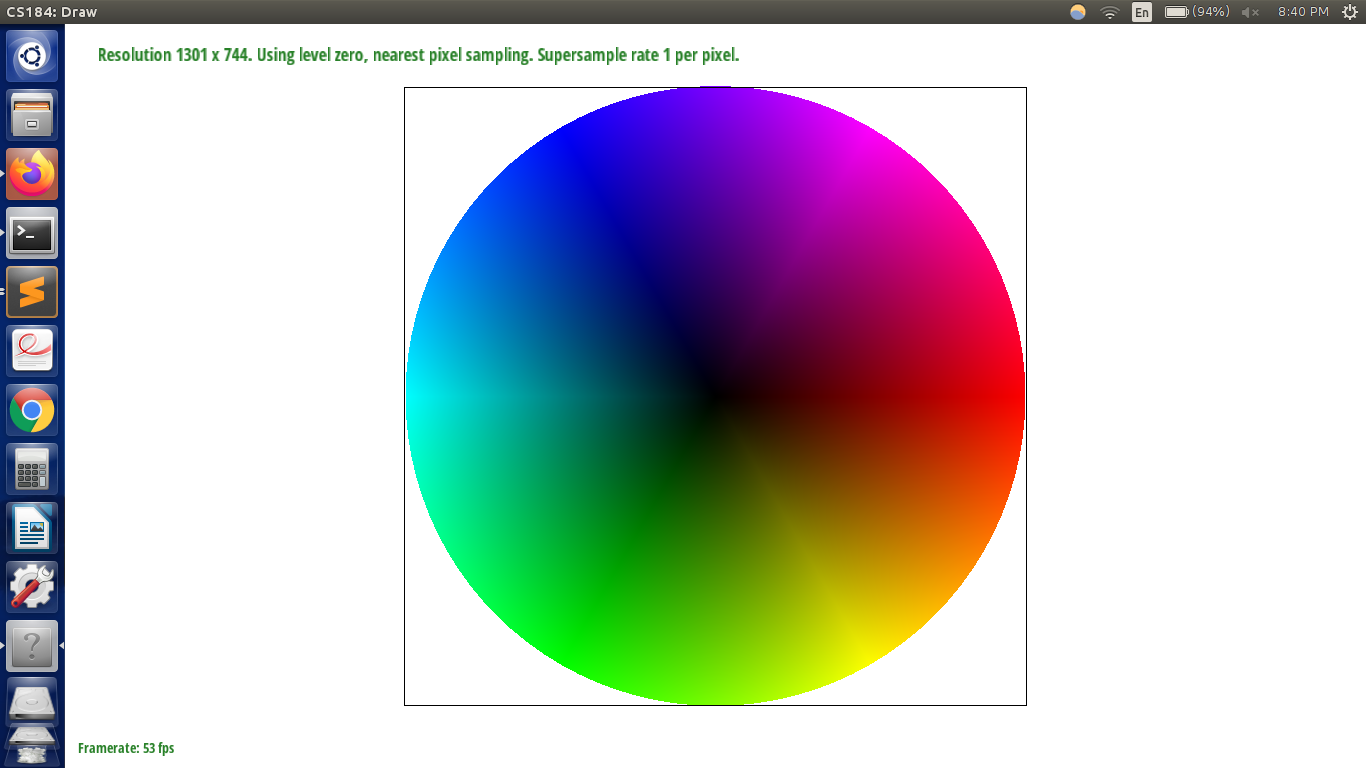 CS184: Draw
En (94%) 8:40 PM
Resolution 1301 x 744. Using level zero, nearest pixel sampling. Supersample rate 1 per pixel.
>_
?
Framerate: 53 fps